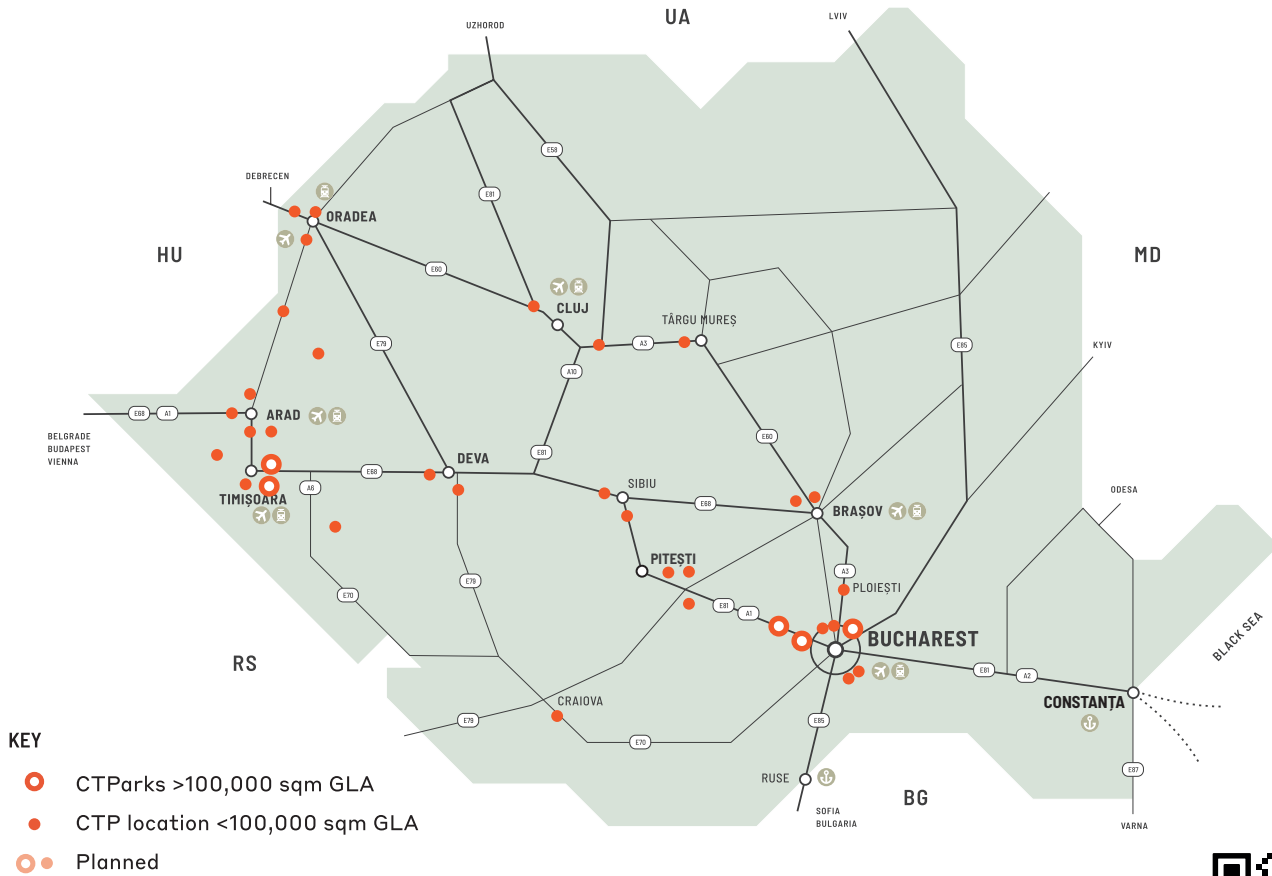 UA
UZHOROD
LVIV
E58
DEBRECEN
E81
ORADEA
HU
MD
E60
CLUJ
TÂRGU MUREȘ
E79
A3
E85
KYIV
A10
E68
A1
ARAD
BELGRADE
BUDAPEST
VIENNA
E60
E81
DEVA
E68
A6
TIMIȘOARA
SIBIU
E68
ODESA
BRAȘOV
PITEȘTI
A3
PLOIEȘTI
E79
E70
E81
A1
BUCHAREST
BLACK SEA
RS
E81
A2
CONSTANȚA
CRAIOVA
E79
E85
E70
KEY
CTParks >100,000 sqm GLA
CTP location <100,000 sqm GLA
Planned
RUSE
E87
BG
SOFIA
BULGARIA
VARNA